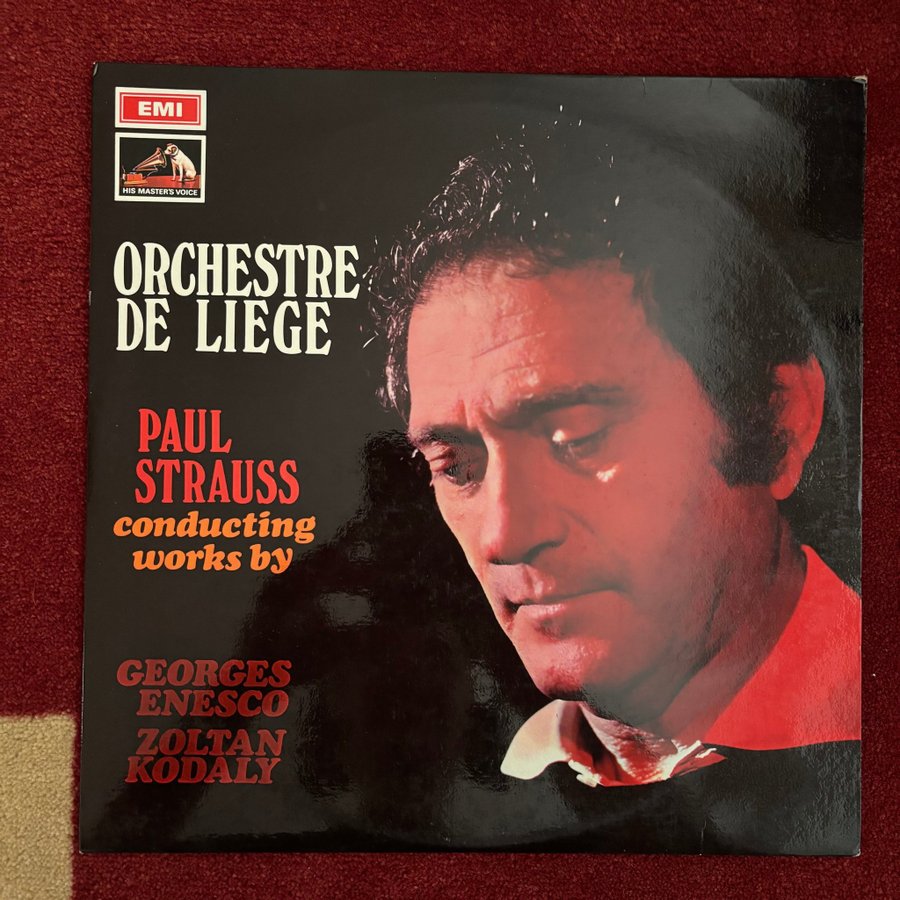 EMI
HIS MASTER'S VOICE
ORCHESTRE
DE LIEGE
PAUL
STRAUSS
conducting
works by
GEORGES
ENESCO
ZOLTAN
KODALY